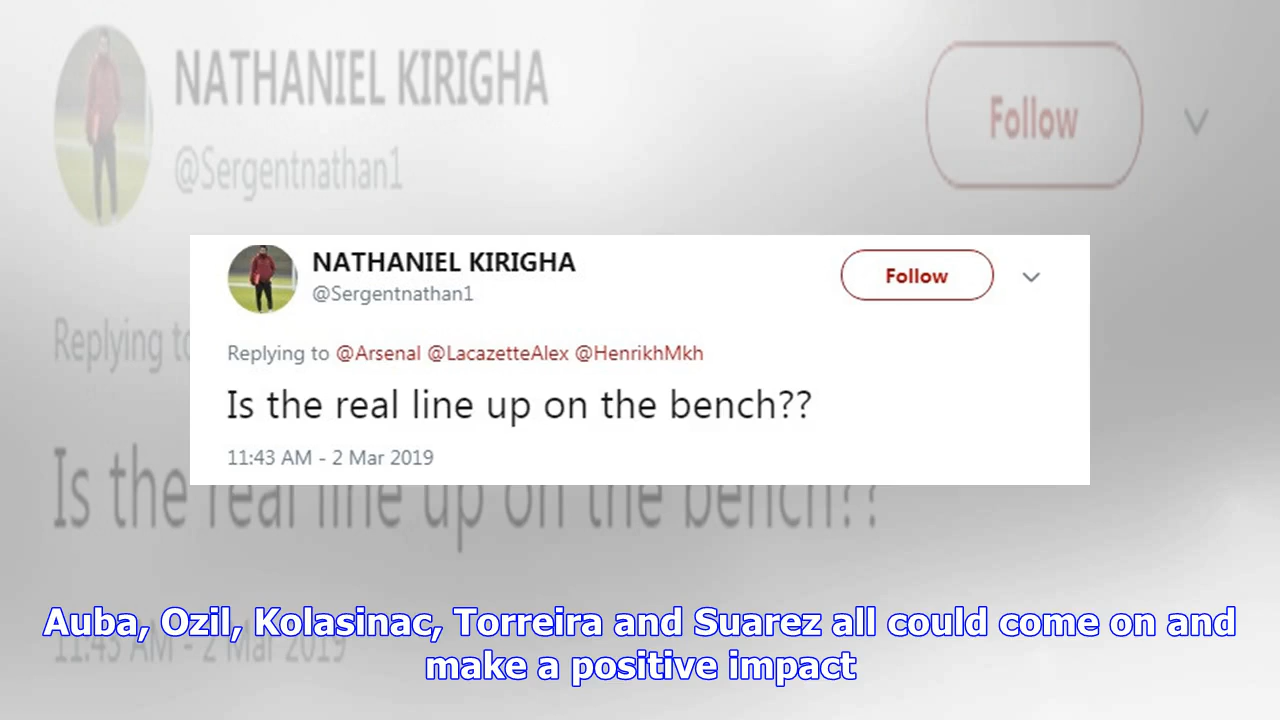 NATHANIEL KIRIGHA
@Sergentnathan1
Follow
NATHANIEL KIRIGHA
@Sergentnathan1
Follow
Replying to
Replying to @Arsenal @LacazetteAlex @HenrikhMkh
Is the real line up on the bench??
11:43 AM - 2 Mar 2019
Is the real line up on the bench??
Auba, Ozil, Kolasinac, Torreira and Suarez all could come on and
make a positive impact
11:43 AM - 2 Mar 2019